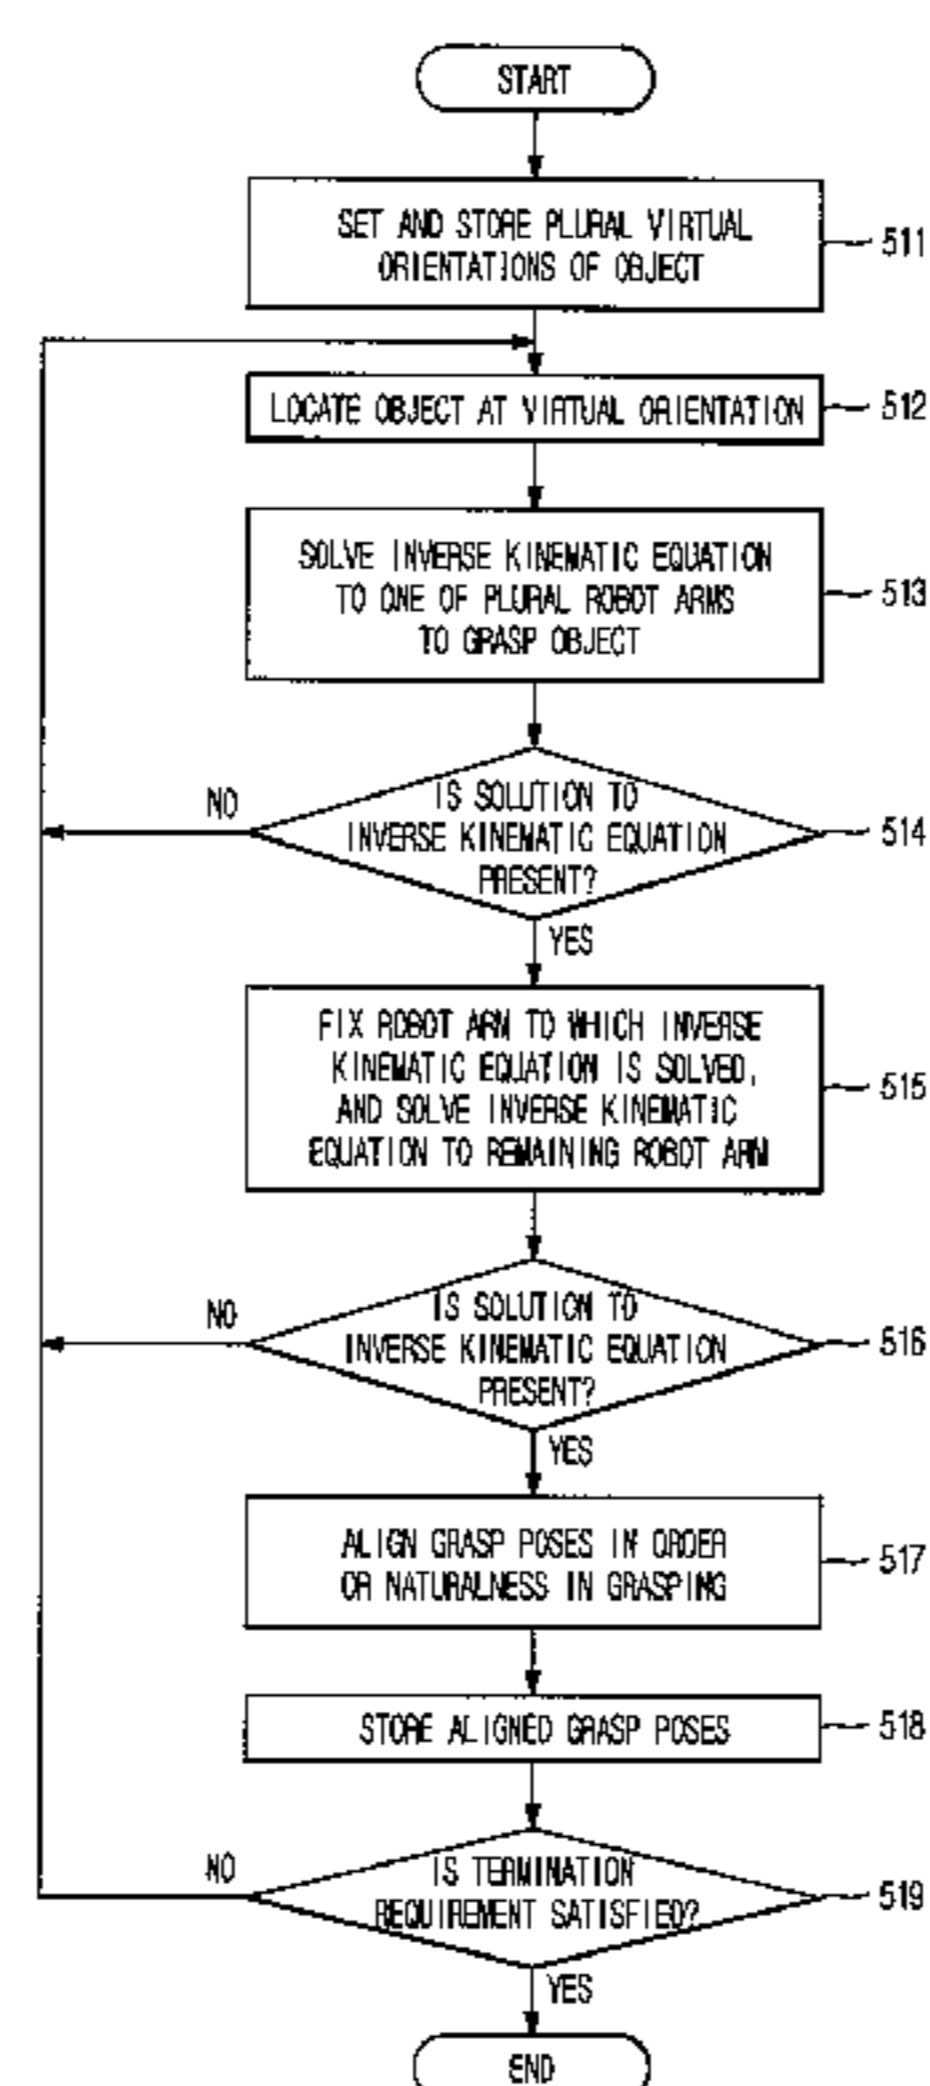 START
SET AND STORE PLURAL VIRTUAL
ORIENTATIONS OF OBJECT
511
LOCATE OBJECT AT VIRTUAL ORIENTATION
512
SOLVE INVERSE KINEMATIC EQUATION
TO ONE OF PLURAL ROBOT ARMS
TO GRASP OBJECT
513
IS SOLUTION TO
INVERSE KINEMATIC EQUATION
PRESENT?
514
NO
YES
FIX ROBOT ARM TO WHICH INVERSE
KINEMATIC EQUATION IS SOLVED,
AND SOLVE INVERSE KINEMATIC
EQUATION TO REMAINING ROBOT ARM
515
IS SOLUTION TO
INVERSE KINEMATIC EQUATION
PRESENT?
516
NO
YES
ALIGN GRASP POSES IN ORDER
OR NATURALNESS IN GRASPING
517
STORE ALIGNED GRASP POSES
518
IS TERMINATION
REQUIREMENT SATISFIED?
519
NO
YES
END